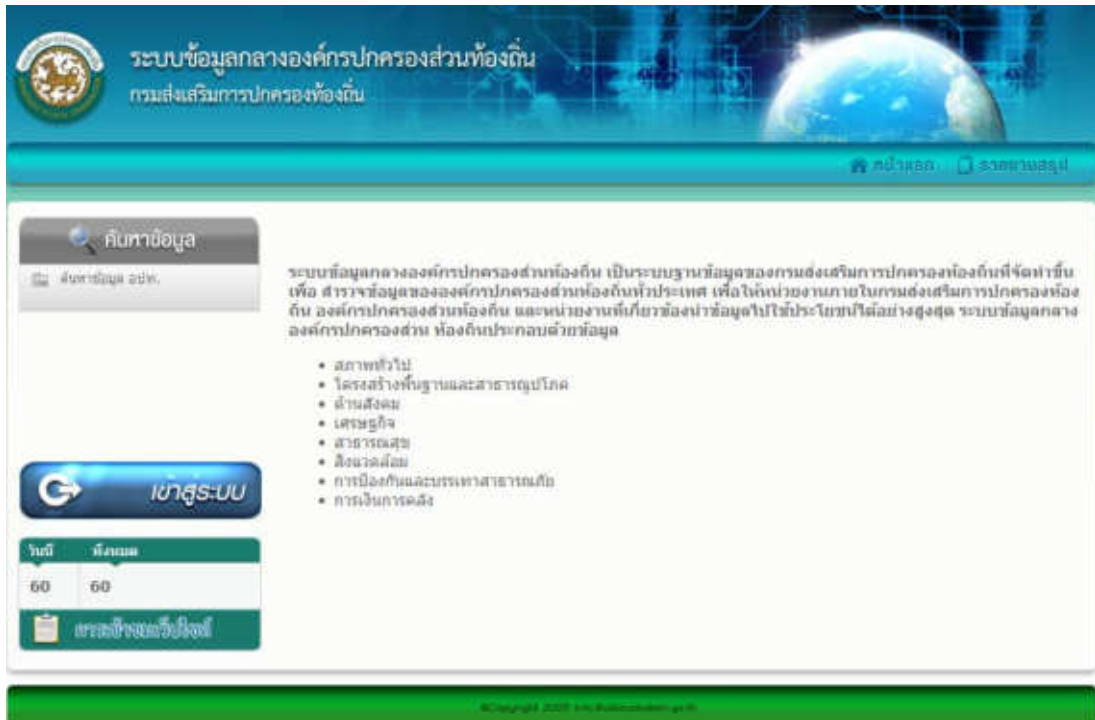 ระบบข้อมูลกลางองค์กรปกครองส่วนท้องถิ่น
กรมส่งเสริมการปกครองท้องถิ่น
หน้าแรก รายงานสรุป
ค้นหาข้อมูล
ค้นหาข้อมูล อปท.
ระบบข้อมูลกลางองค์กรปกครองส่วนท้องถิ่น เป็นระบบฐานข้อมูลของกรมส่งเสริมการปกครองท้องถิ่นที่จัดทำขึ้น
เพื่อ สำรวจข้อมูลขององค์กรปกครองส่วนท้องถิ่นทั่วประเทศ เพื่อให้หน่วยงานภายในกรมส่งเสริมการปกครองท้อง
ถิ่น องค์กรปกครองส่วนท้องถิ่น และหน่วยงานที่เกี่ยวข้องนำข้อมูลไปใช้ประโยชน์ได้อย่างสูงสุด ระบบข้อมูลกลาง
องค์กรปกครองส่วน ท้องถิ่นประกอบด้วยข้อมูล
• สภาพทั่วไป
• โครงสร้างพื้นฐานและสาธารณูปโภค
• ด้านสังคม
• เศรษฐกิจ
• สาธารณสุข
• สิ่งแวดล้อม
• การป้องกันและบรรเทาสาธารณภัย
• การเงินการคลัง
เข้าสู่ระบบ
วันนี้ ทั้งหมด
60 60
การเข้าชมเว็บไซต์
©Copyright